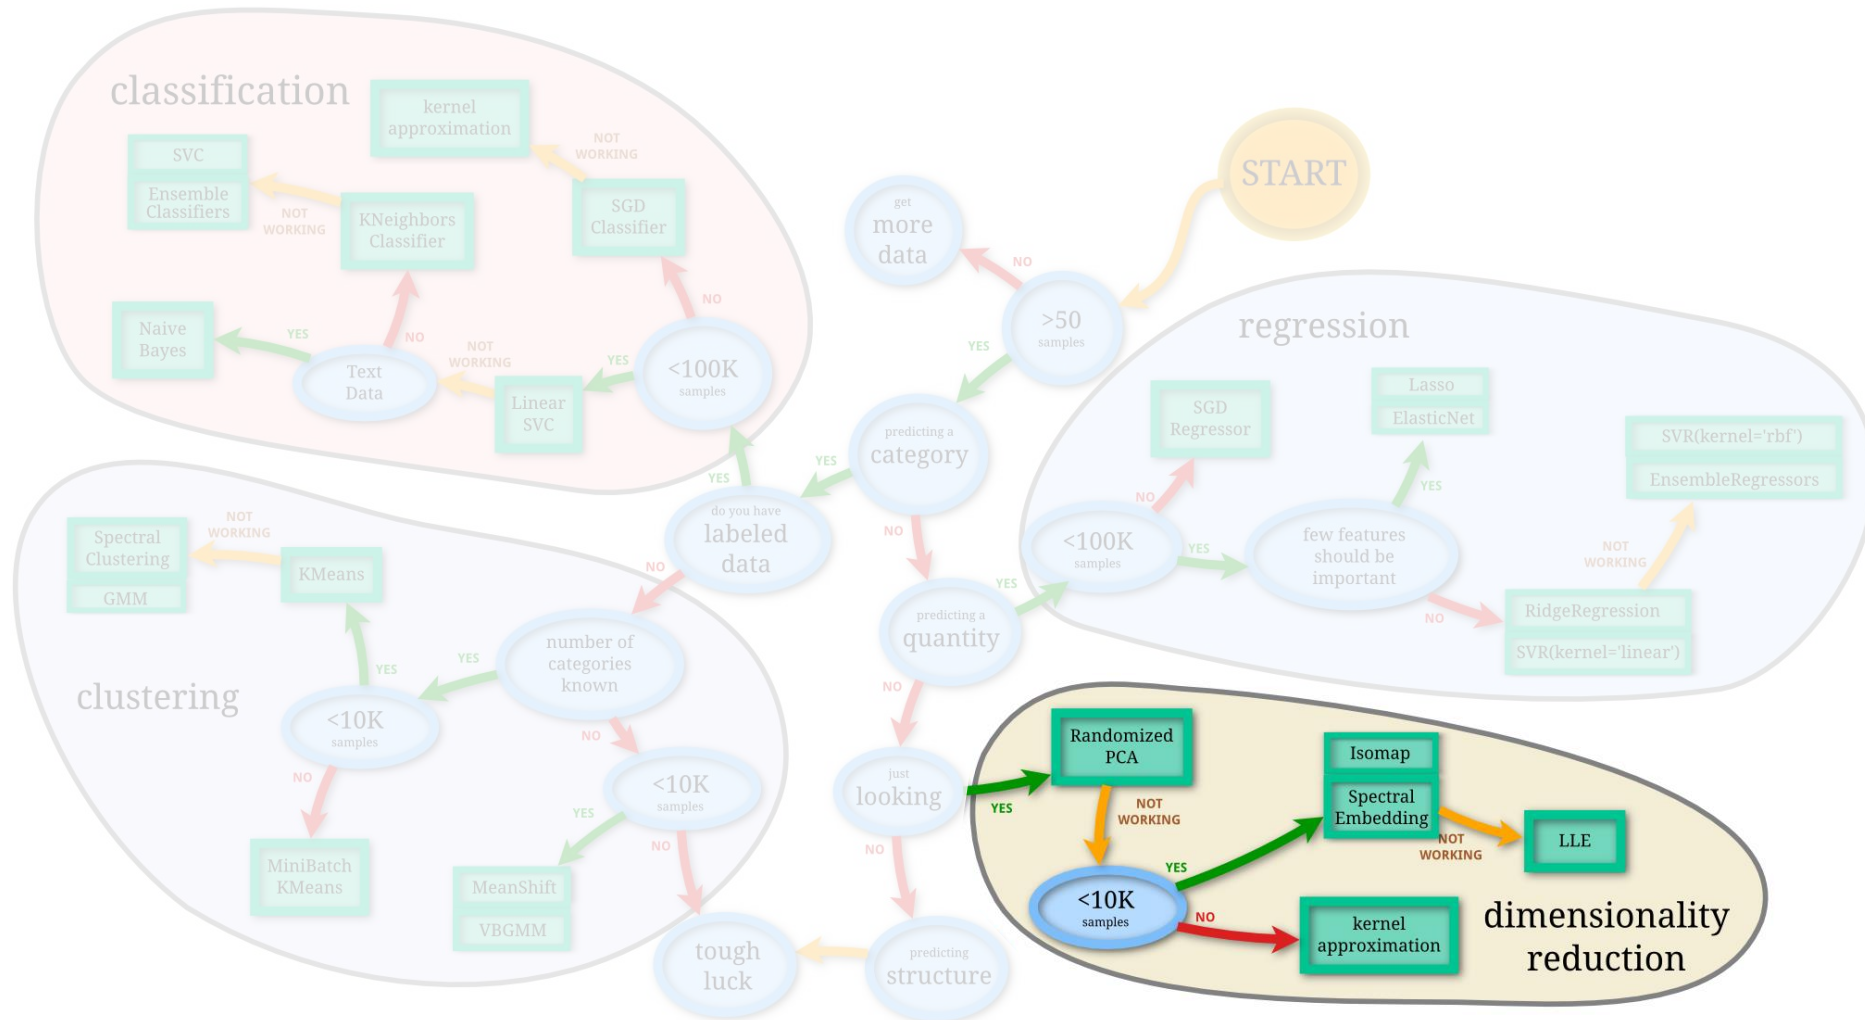 classification
kernel
approximation
NOT
WORKING
SVC
Ensemble
Classifiers
NOT
WORKING
KNeighbors
Classifier
SGD
Classifier
NO
Naive
Bayes
YES
NO
Text
Data
NOT
WORKING
Linear
SVC
YES
<100K
samples
START
get
more
data
NO
>50
samples
YES
predicting a
category
YES
NO
YES
do you have
labeled
data
NO
regression
SGD
Regressor
Lasso
ElasticNet
SVR(kernel='rbf')
EnsembleRegressors
NO
YES
<100K
samples
YES
few features
should be
important
NOT
WORKING
NO
RidgeRegression
SVR(kernel='linear')
YES
predicting a
quantity
NO
clustering
Spectral
Clustering
GMM
NOT
WORKING
KMeans
YES
number of
categories
known
YES
<10K
samples
NO
NO
<10K
samples
YES
NO
MiniBatch
KMeans
MeanShift
VBGMM
tough
luck
just
looking
NO
predicting
structure
YES
Randomized
PCA
NOT
WORKING
<10K
samples
YES
NO
Isomap
Spectral
Embedding
NOT
WORKING
LLE
kernel
approximation
dimensionality
reduction